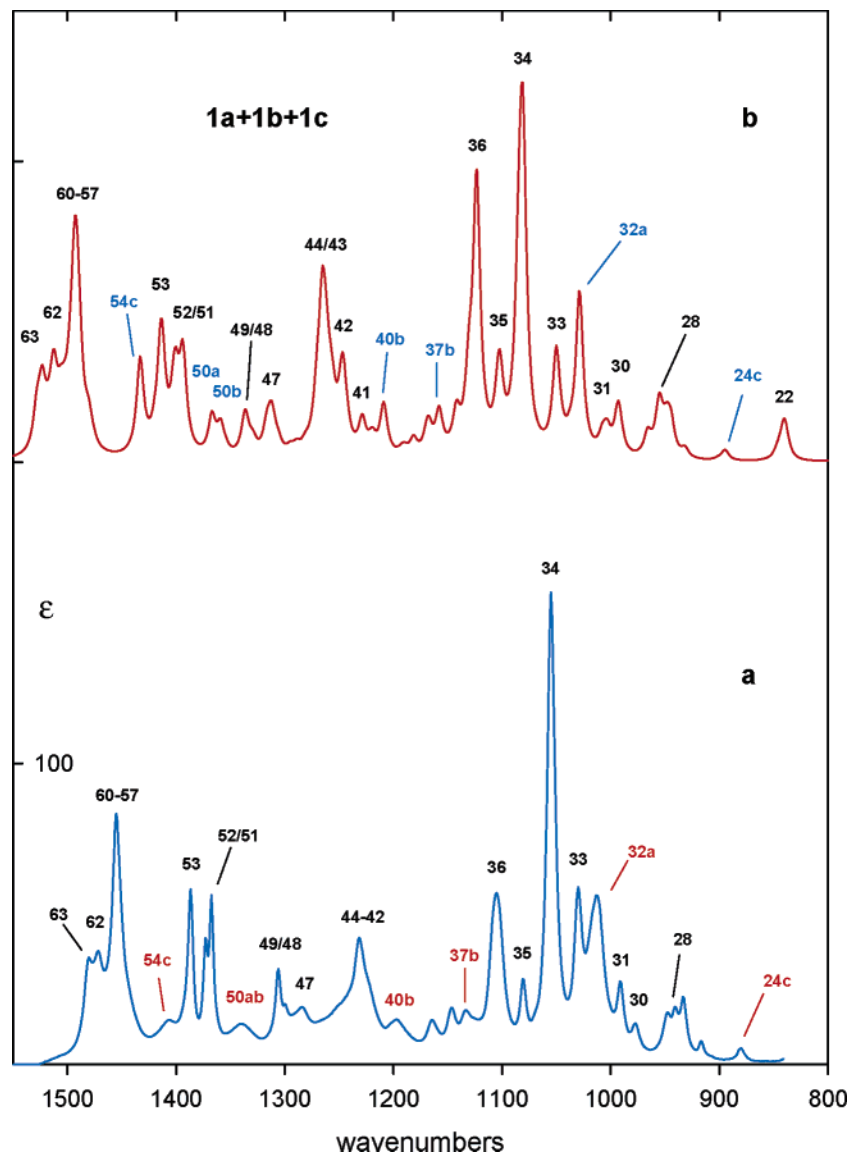 34
1a+1b+1c
b
36
60-57
32a
44/43
53
54c
62
52/51
63
49/48
42
40b
37b
35
33
28
50a
50b
47
41
31
30
24c
22
34
ε
a
100
60-57
52/51
53
36
33
32a
63
62
44-42
49/48
35
31
28
54c
47
37b
50ab
40b
30
24c
1500
1400
1300
1200
1100
1000
900
800
wavenumbers